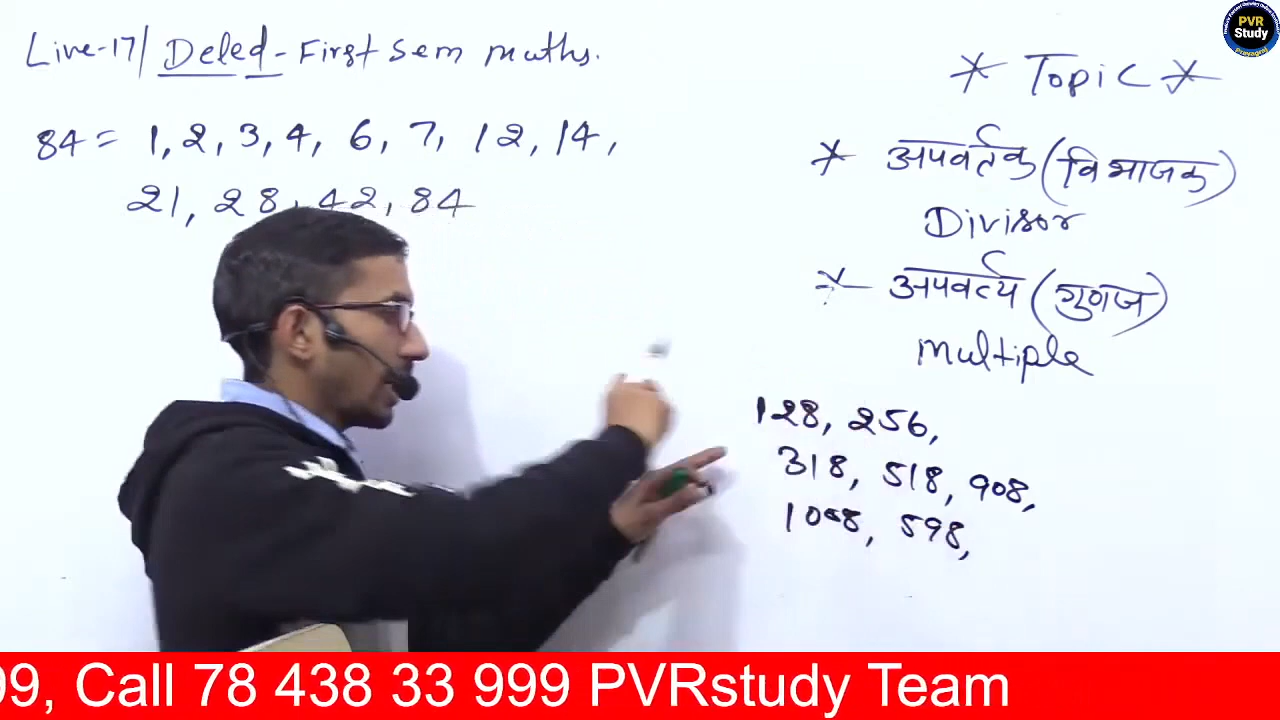 Live-17/ Deled - First Sem maths.
84 = 1, 2, 3, 4, 6, 7, 12, 14,
21, 28, 42, 84
* Topic *
* अपवर्तक (विभाजक)
Divisor
* अपवर्त्य (गुणज)
multiple
128, 256,
318, 518, 908,
1008, 598,
PVR
Study
Prayagraj
99, Call 78 438 33 999 PVRstudy Team